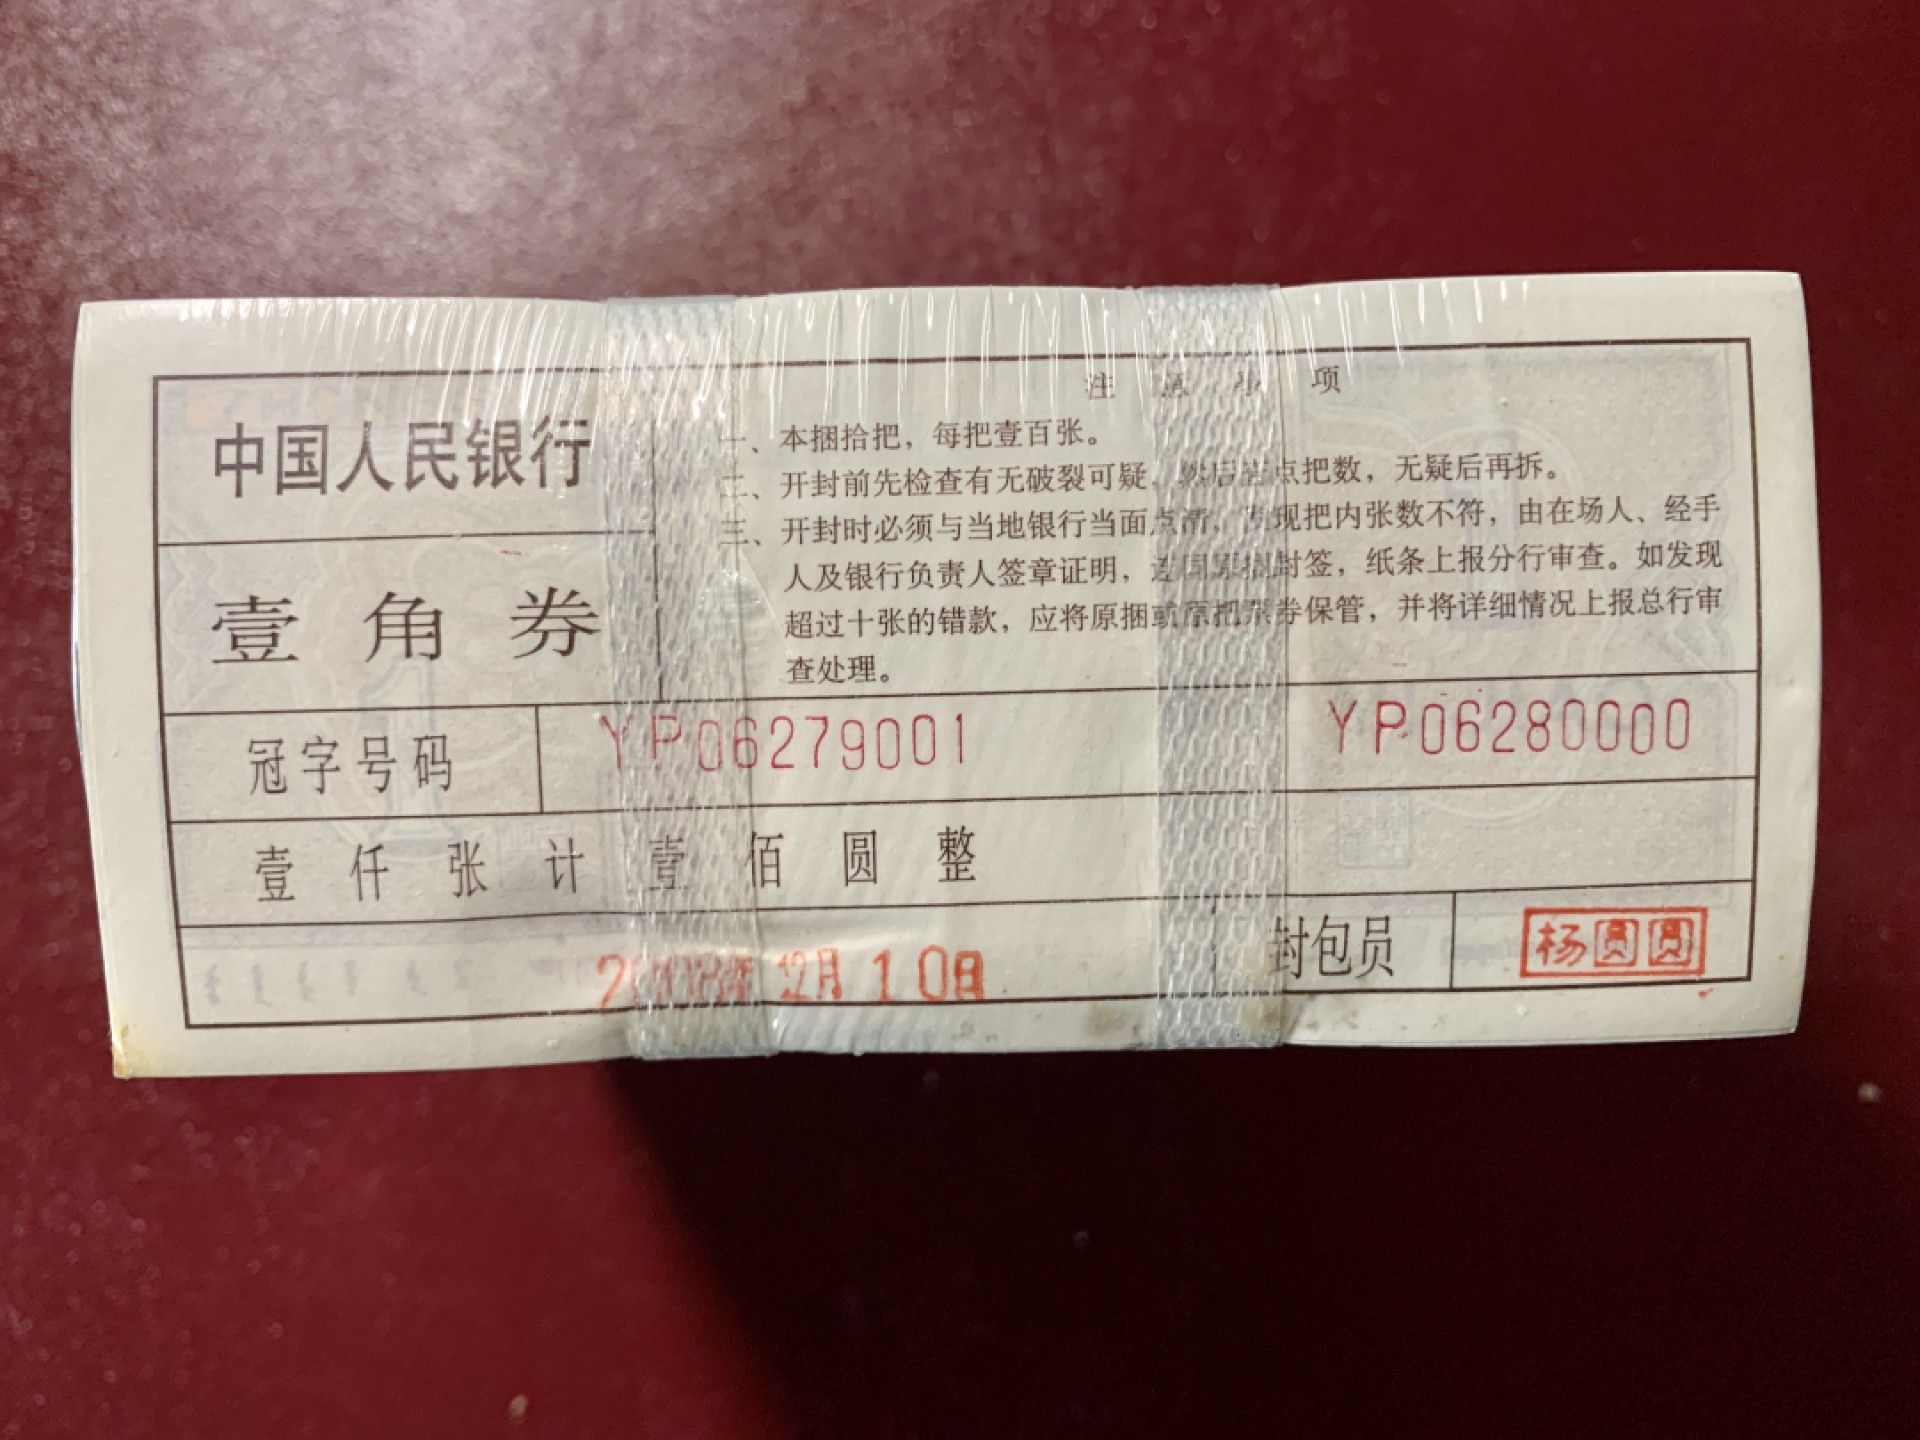 中国人民银行
壹角券
注 项
一、本捆拾把，每把壹百张。
二、开封前先检查有无破裂可疑，然后点把数，无疑后再拆。
三、开封时必须与当地银行当面点清，发现把内张数不符，由在场人、经手
人及银行负责人签章证明，连同原捆封签，纸条上报分行审查。如发现
超过十张的错款，应将原捆或原把票券保管，并将详细情况上报总行审
查处理。
冠字号码 YP06279001 YP06280000
壹仟张计壹佰圆整
2008年12月10日 封包员 杨圆圆